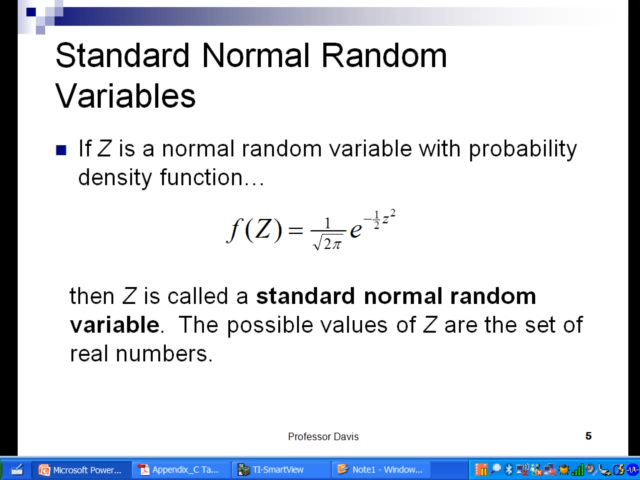 Standard Normal Random
Variables
If Z is a normal random variable with probability
density function…
f(Z) = 1/√2π e^(-1/2 z^2)
then Z is called a standard normal random
variable. The possible values of Z are the set of
real numbers.
Professor Davis
5
Microsoft Power...
Appendix_C Ta...
TI-SmartView
Note1 - Window...